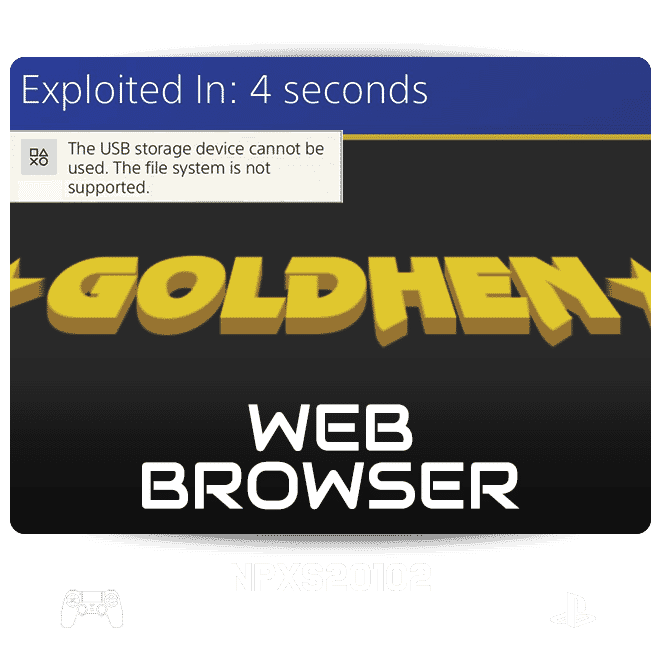 Exploited In: 4 seconds
The USB storage device cannot be
used. The file system is not
supported.
GOLDHEN
WEB
BROWSER
NPXS20102